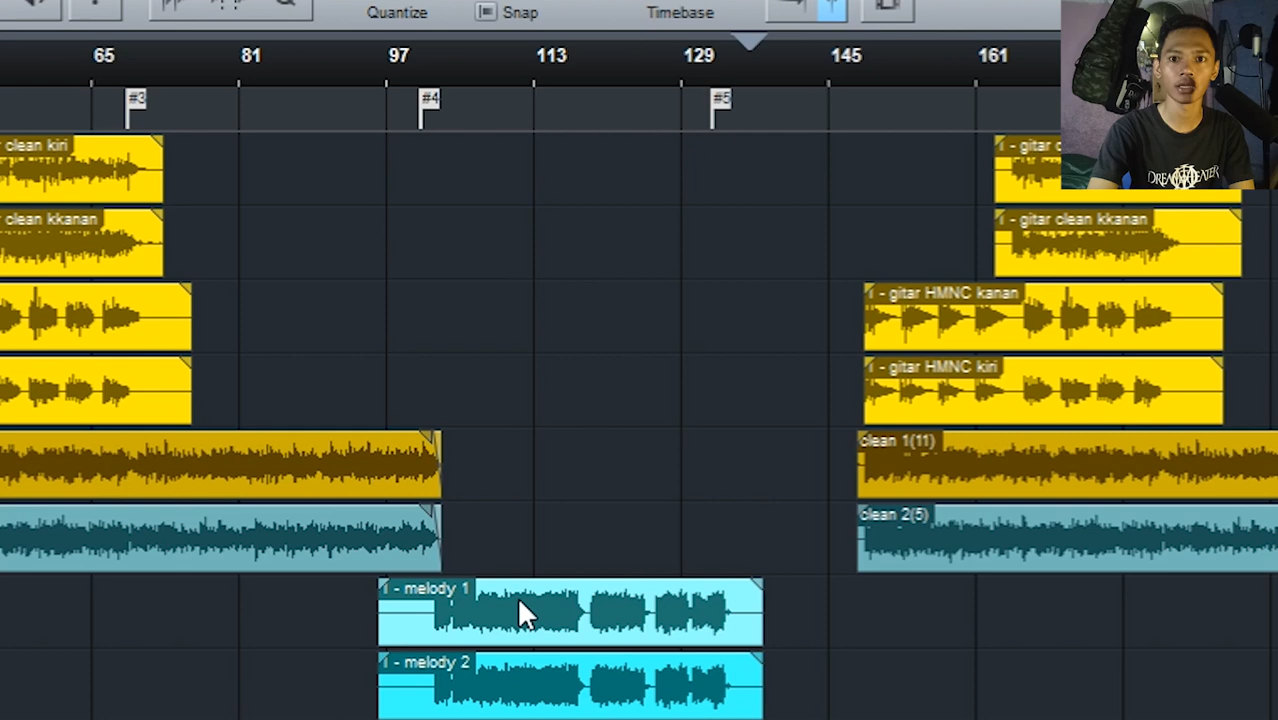 Quantize Snap Timebase
65 81 97 113 129 145 161
#3 #4 #5
clean kiri
clean kkanan
- gitar clean kkanan
- gitar HMNC kanan
- gitar HMNC kiri
clean 1(11)
clean 2(5)
- melody 1
- melody 2